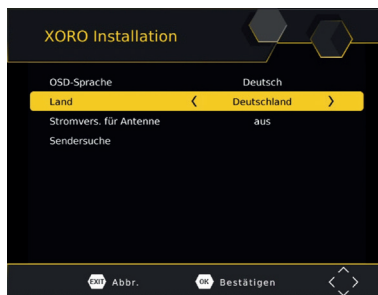 XORO Installation
OSD-Sprache Deutsch
Land Deutschland
Stromvers. für Antenne aus
Sendersuche
EXIT Abbr. OK Bestätigen